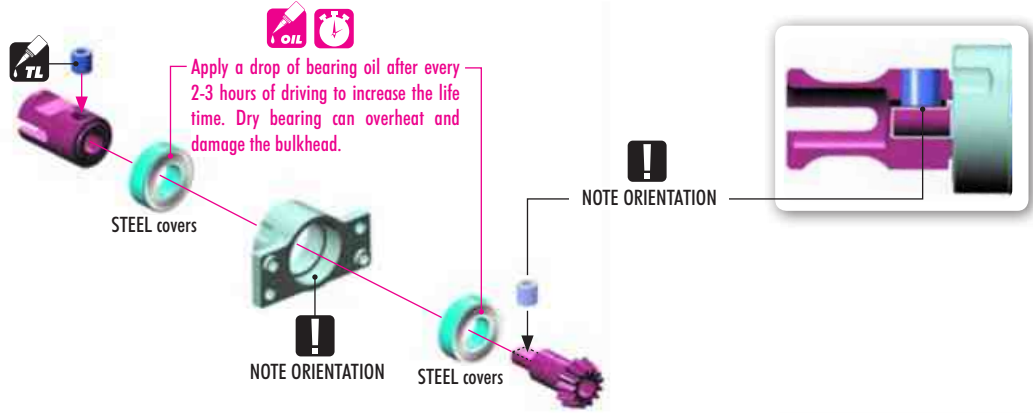 OIL
TL
Apply a drop of bearing oil after every
2-3 hours of driving to increase the life
time. Dry bearing can overheat and
damage the bulkhead.
STEEL covers
!
NOTE ORIENTATION
!
NOTE ORIENTATION
STEEL covers